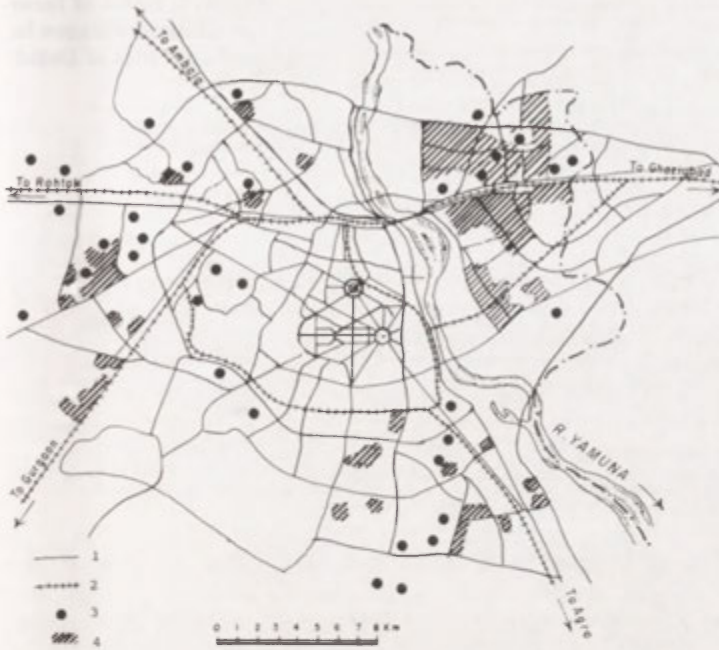 To Ambala
To Rohtak
To Ghaziabad
R. YAMUNA
To Gurgaon
To Agra
1
2
3
4
0 1 2 3 4 5 6 7 8 Km